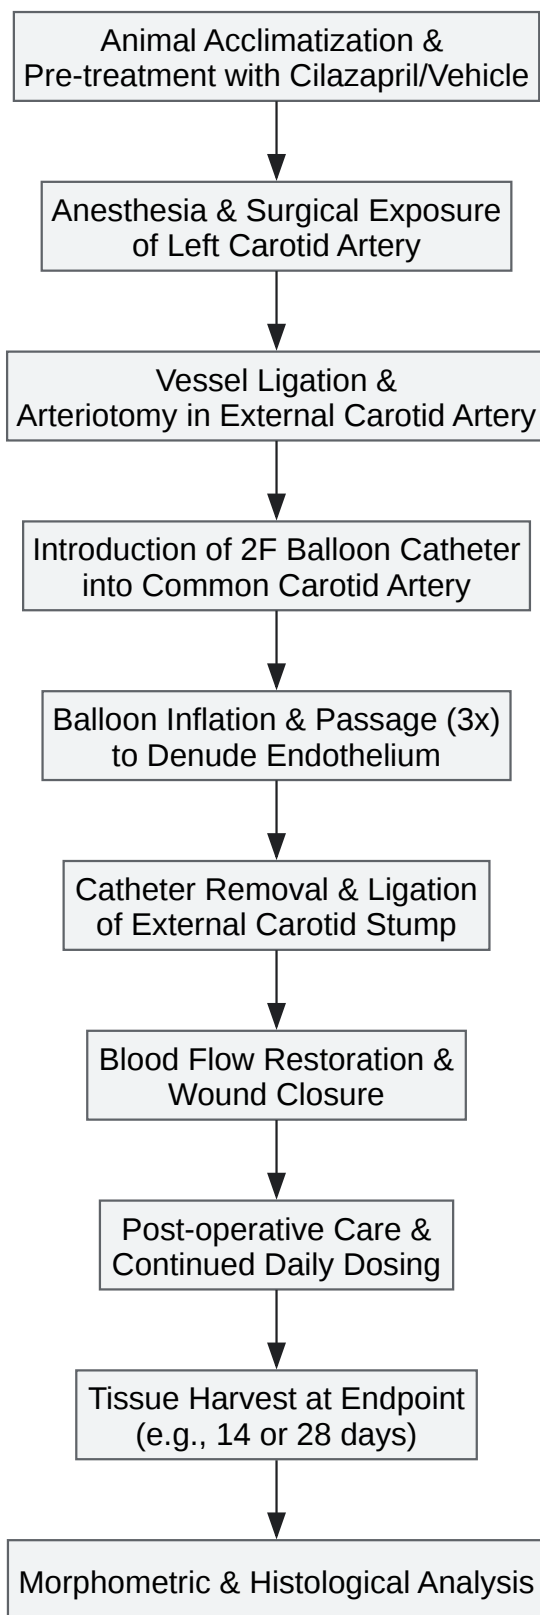 Animal Acclimatization &
Pre-treatment with Cilazapril/Vehicle
Anesthesia & Surgical Exposure
of Left Carotid Artery
Vessel Ligation &
Arteriotomy in External Carotid Artery
Introduction of 2F Balloon Catheter
into Common Carotid Artery
Balloon Inflation & Passage (3x)
to Denude Endothelium
Catheter Removal & Ligation
of External Carotid Stump
Blood Flow Restoration &
Wound Closure
Post-operative Care &
Continued Daily Dosing
Tissue Harvest at Endpoint
(e.g., 14 or 28 days)
Morphometric & Histological Analysis